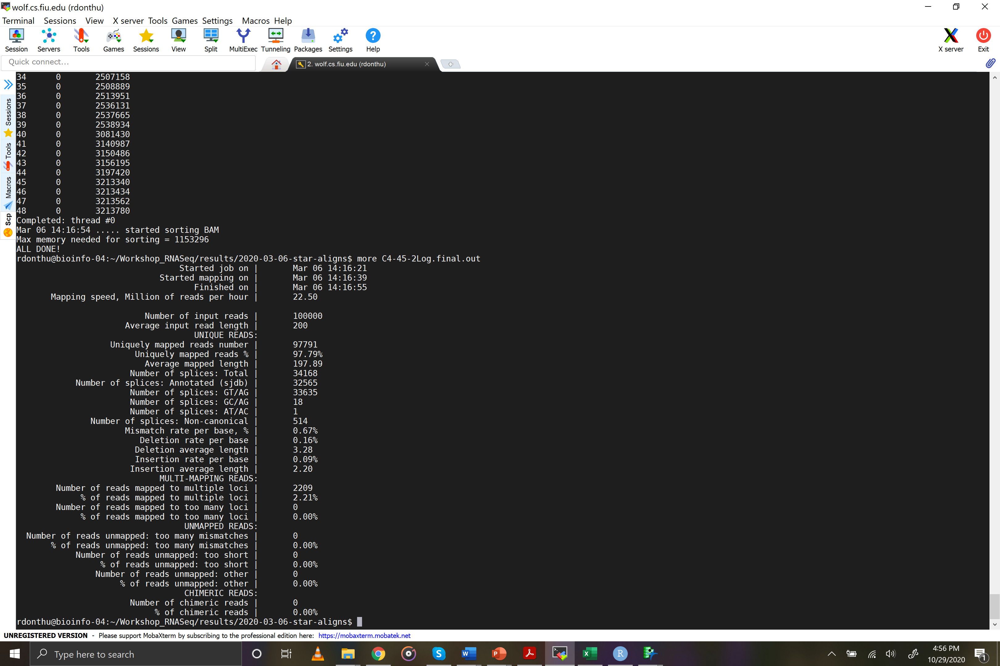 wolf.cs.fiu.edu (rdonthu)
Terminal Sessions View X server Tools Games Settings Macros Help
Session Servers Tools Games Sessions View Split MultiExec Tunneling Packages Settings Help X server Exit
Quick connect...
2. wolf.cs.fiu.edu (rdonthu)
Sessions
Tools
Macros
Scp
34 0 2507158
35 0 2508889
36 0 2513951
37 0 2536131
38 0 2537665
39 0 2538934
40 0 3081430
41 0 3140987
42 0 3150486
43 0 3156195
44 0 3197420
45 0 3213340
46 0 3213434
47 0 3213562
48 0 3213780
Completed: thread #0
Mar 06 14:16:54 ..... started sorting BAM
Max memory needed for sorting = 1153296
ALL DONE!
rdonthu@bioinfo-04:~/Workshop_RNASeq/results/2020-03-06-star-aligns$ more C4-45-2Log.final.out
Started job on | Mar 06 14:16:21
Started mapping on | Mar 06 14:16:39
Finished on | Mar 06 14:16:55
Mapping speed, Million of reads per hour | 22.50
Number of input reads | 100000
Average input read length | 200
UNIQUE READS:
Uniquely mapped reads number | 97791
Uniquely mapped reads % | 97.79%
Average mapped length | 197.89
Number of splices: Total | 34168
Number of splices: Annotated (sjdb) | 32565
Number of splices: GT/AG | 33635
Number of splices: GC/AG | 18
Number of splices: AT/AC | 1
Number of splices: Non-canonical | 514
Mismatch rate per base, % | 0.67%
Deletion rate per base | 0.16%
Deletion average length | 3.28
Insertion rate per base | 0.09%
Insertion average length | 2.20
MULTI-MAPPING READS:
Number of reads mapped to multiple loci | 2209
% of reads mapped to multiple loci | 2.21%
Number of reads mapped to too many loci | 0
% of reads mapped to too many loci | 0.00%
UNMAPPED READS:
Number of reads unmapped: too many mismatches | 0
% of reads unmapped: too many mismatches | 0.00%
Number of reads unmapped: too short | 0
% of reads unmapped: too short | 0.00%
Number of reads unmapped: other | 0
% of reads unmapped: other | 0.00%
CHIMERIC READS:
Number of chimeric reads | 0
% of chimeric reads | 0.00%
rdonthu@bioinfo-04:~/Workshop_RNASeq/results/2020-03-06-star-aligns$
UNREGISTERED VERSION - Please support MobaXterm by subscribing to the professional edition here: https://mobaxterm.mobatek.net
Type here to search
4:56 PM
10/29/2020
1